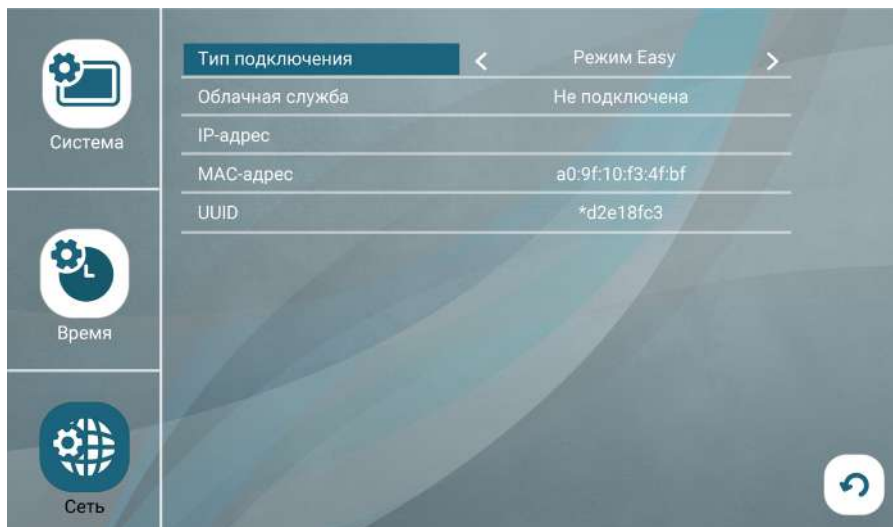 Система
Время
Сеть
Тип подключения Режим Easy
Облачная служба Не подключена
IP-адрес
MAC-адрес a0:9f:10:f3:4f:bf
UUID *d2e18fc3